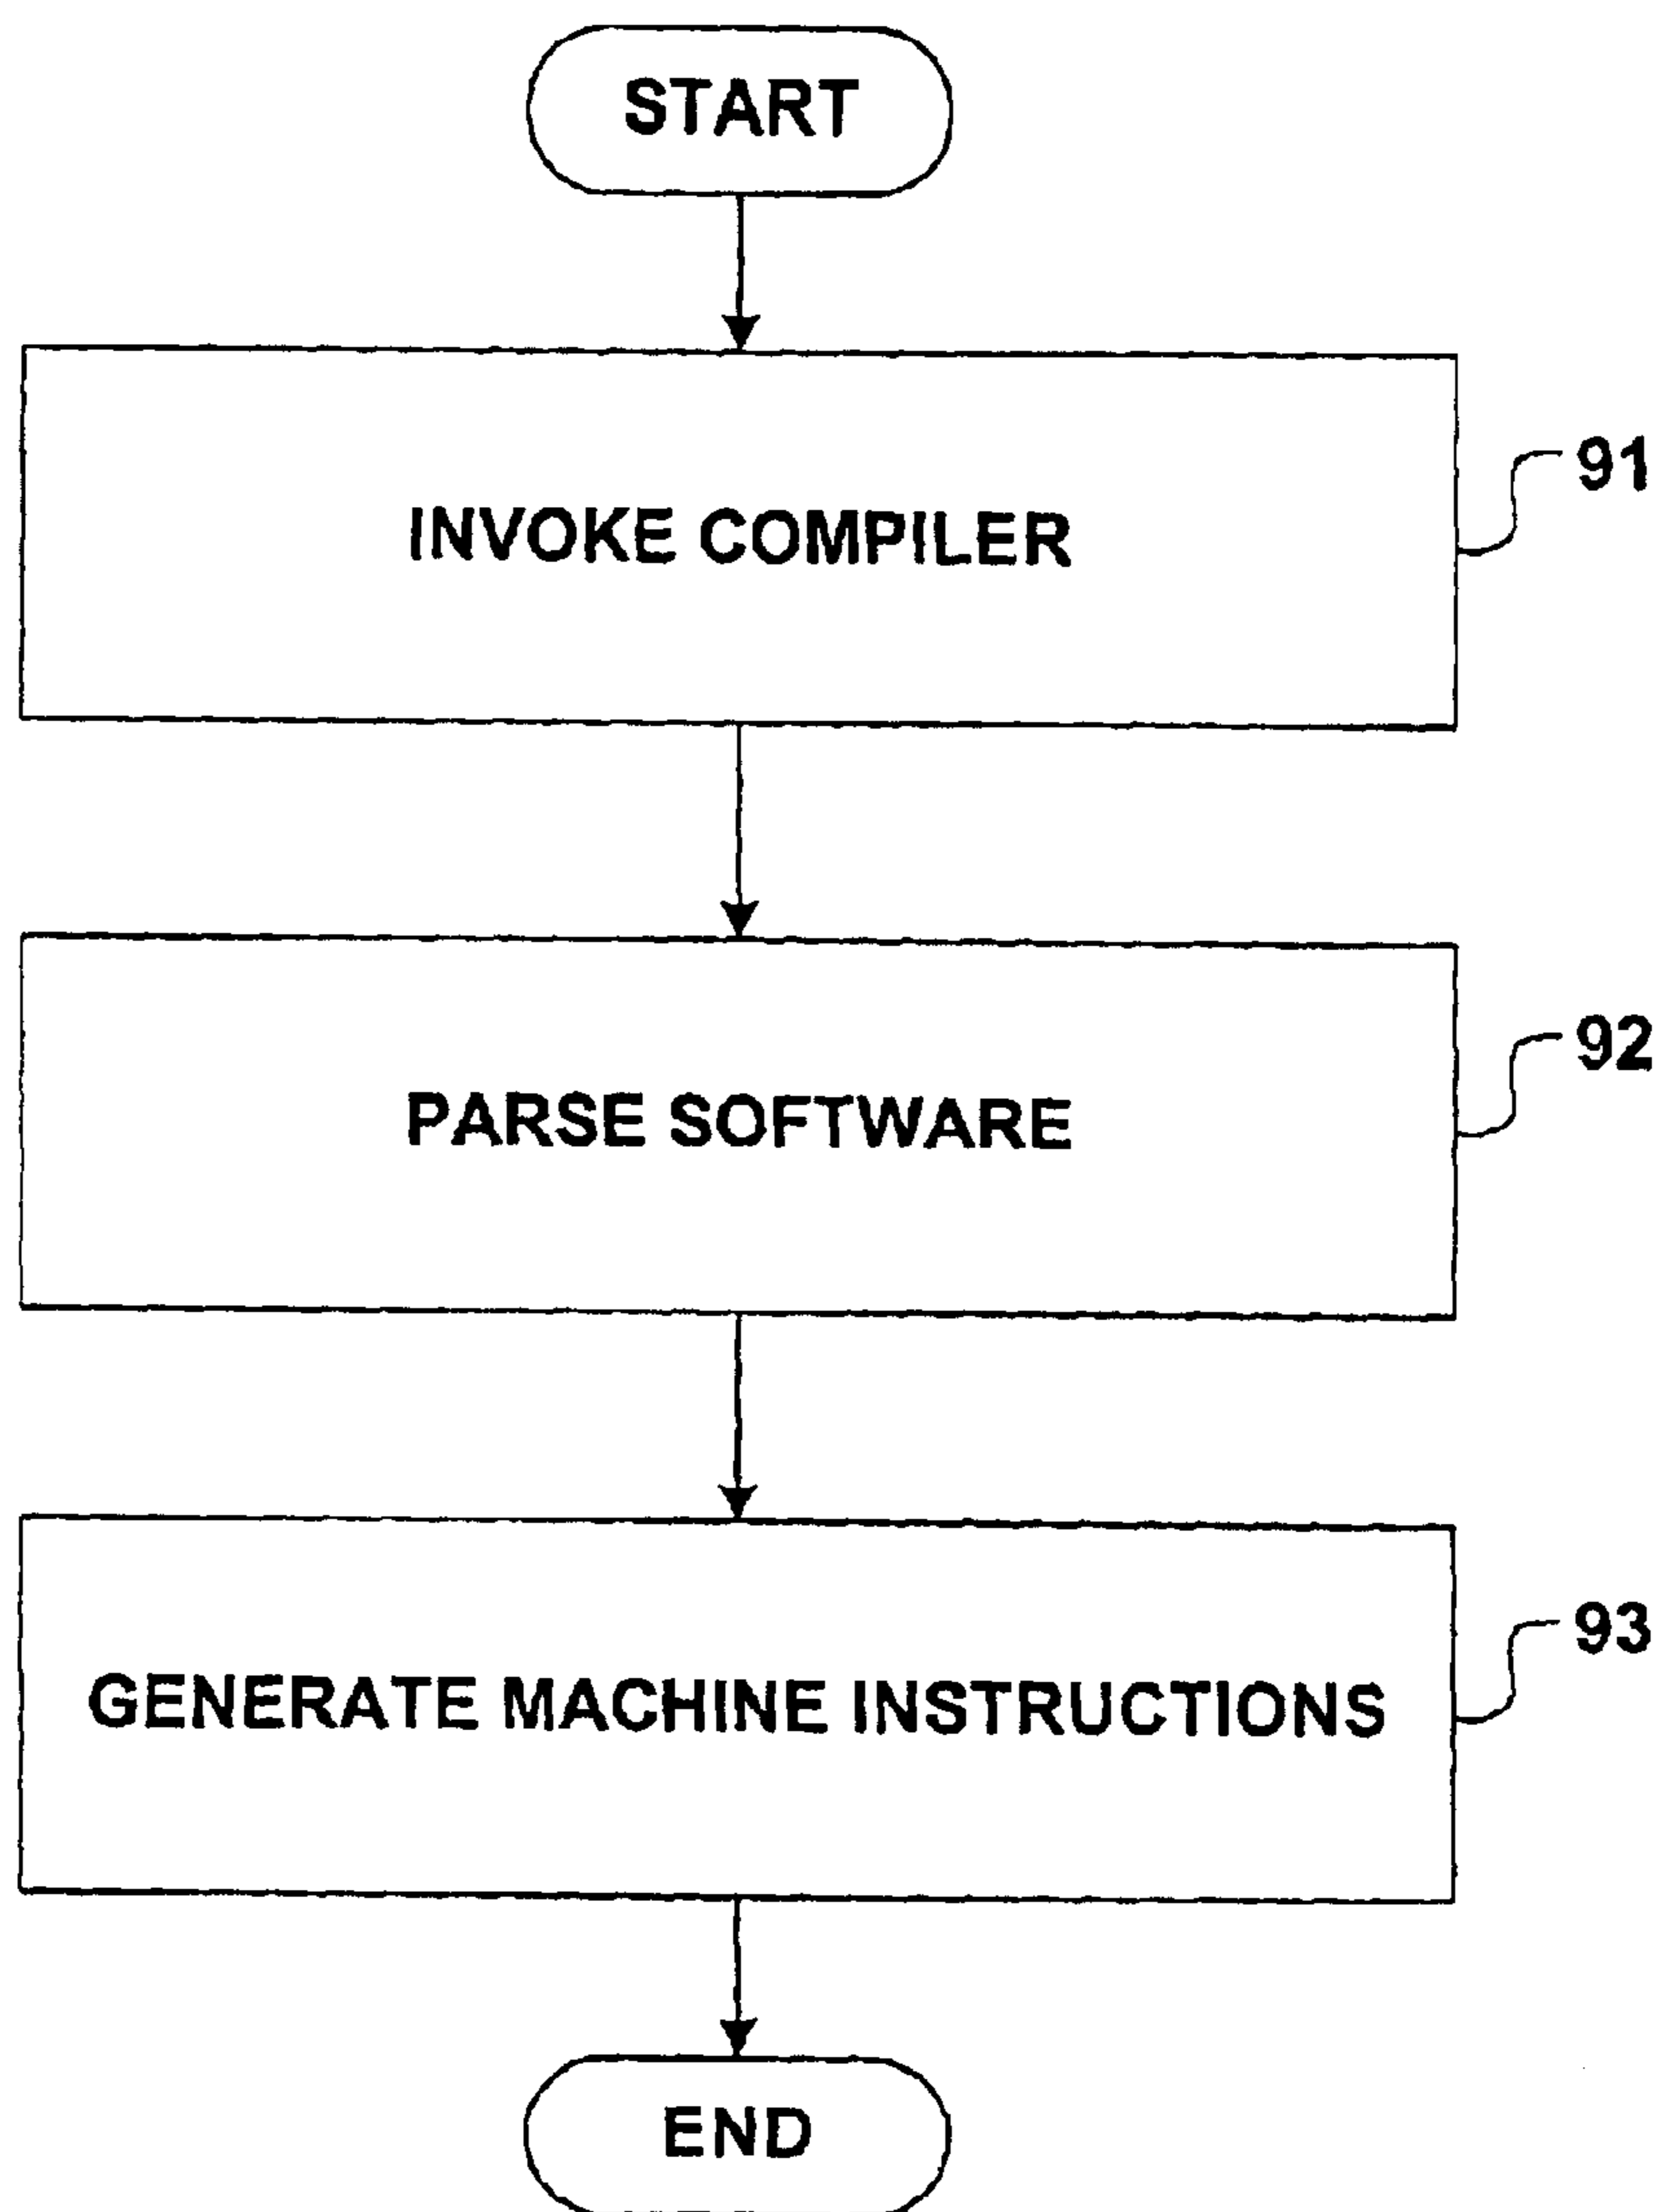 START
INVOKE COMPILER
91
PARSE SOFTWARE
92
GENERATE MACHINE INSTRUCTIONS
93
END